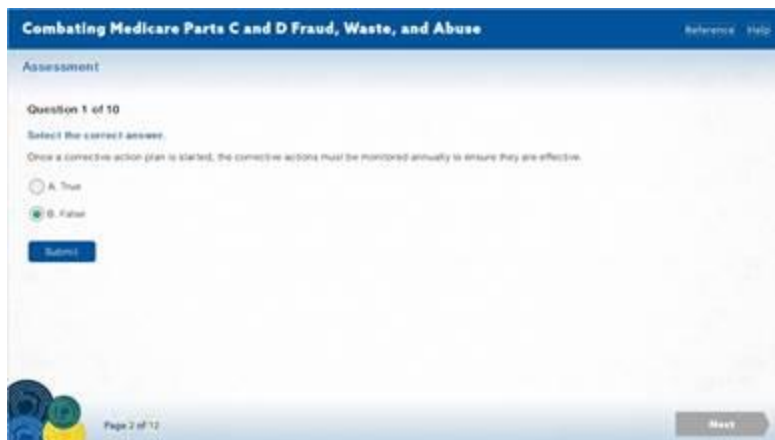 Combating Medicare Parts C and D Fraud, Waste, and Abuse
Reference Help
Assessment
Question 1 of 10
Select the correct answer.
Once a corrective action plan is started, the corrective actions must be monitored annually to ensure they are effective.
A. True
B. False
Submit
Page 2 of 12
Next